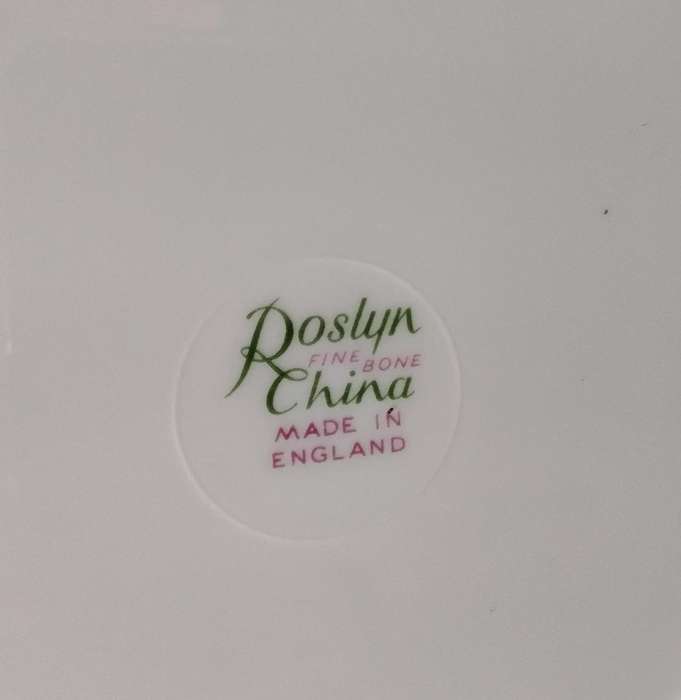 Roslyn
FINE BONE
China
MADE IN
ENGLAND